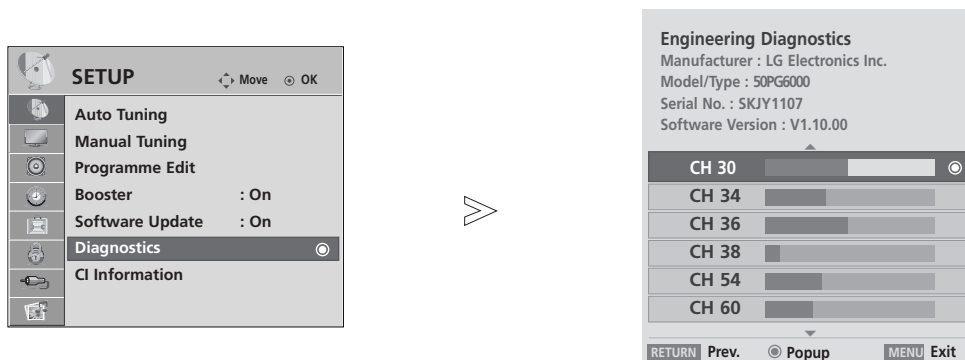 SETUP Move OK
Auto Tuning
Manual Tuning
Programme Edit
Booster : On
Software Update : On
Diagnostics
CI Information
Engineering Diagnostics
Manufacturer : LG Electronics Inc.
Model/Type : 50PG6000
Serial No. : SKJY1107
Software Version : V1.10.00
CH 30
CH 34
CH 36
CH 38
CH 54
CH 60
RETURN Prev. Popup MENU Exit